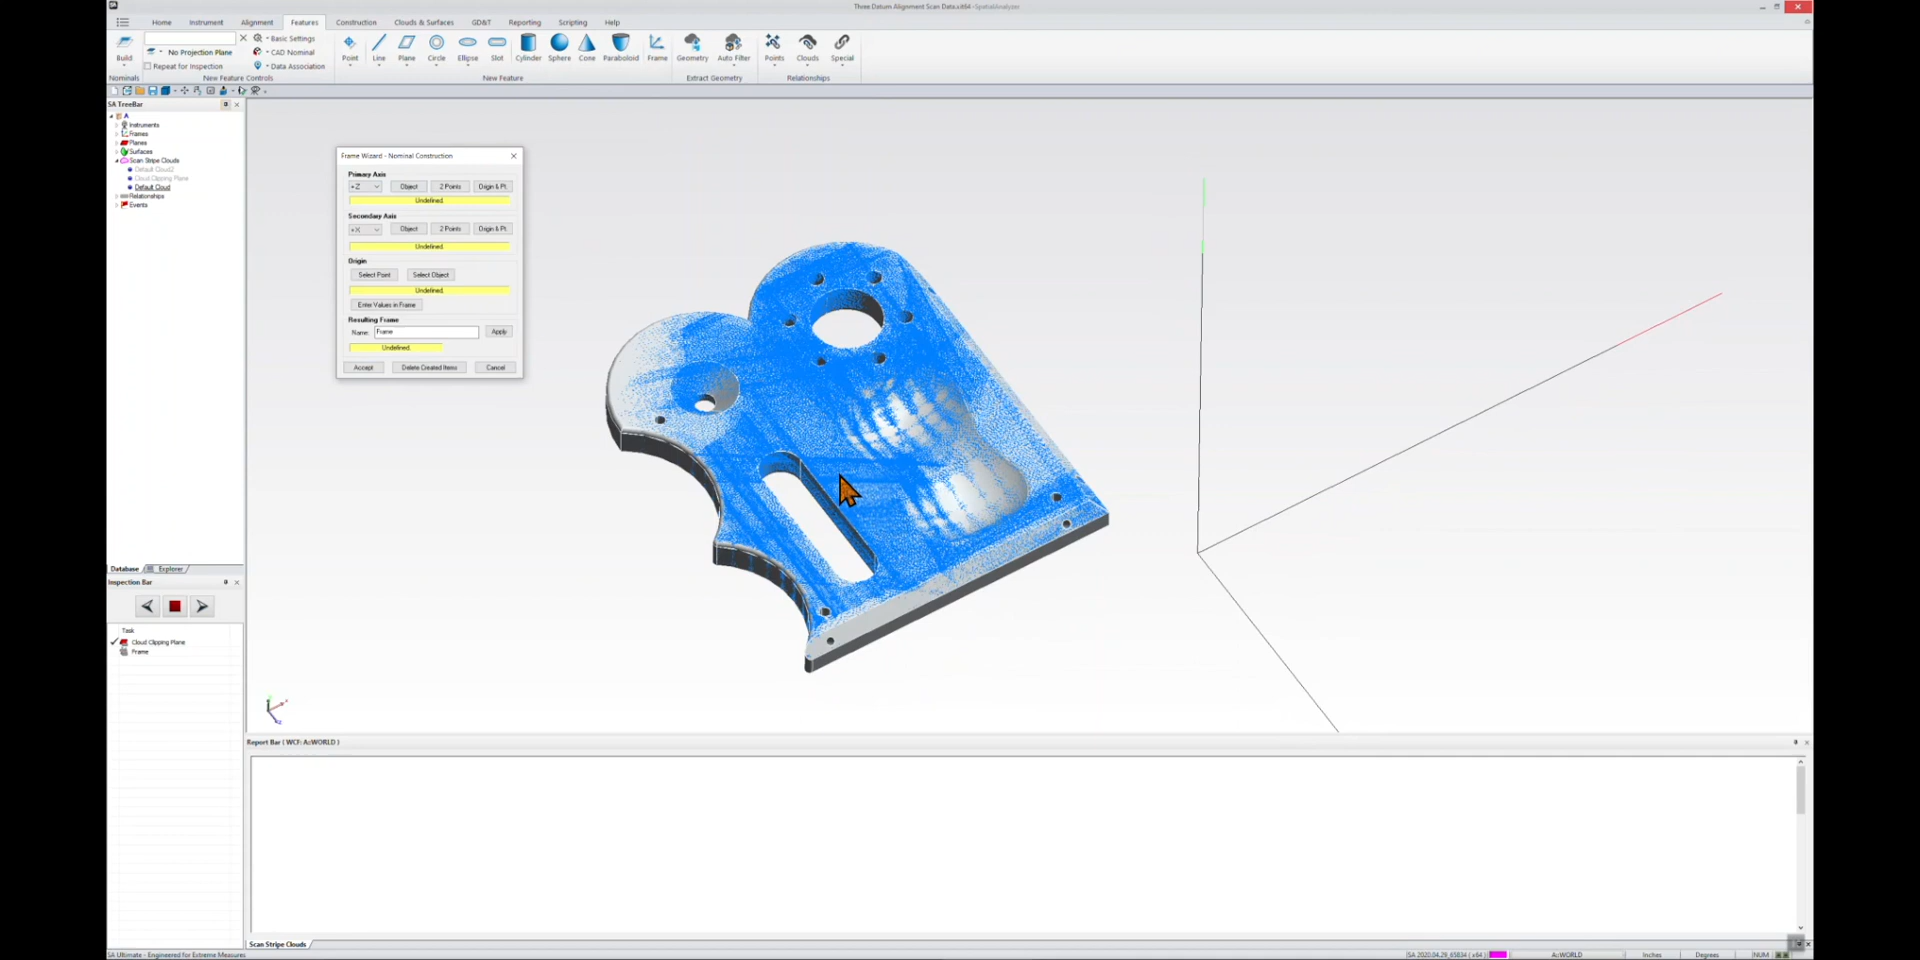 Three Datum Alignment Scan Data.xit64 - SpatialAnalyzer
Home Instrument Alignment Features Construction Clouds & Surfaces GD&T Reporting Scripting Help
Build
No Projection Plane
Repeat for Inspection
Basic Settings
CAD Nominal
Data Association
Point Line Plane Circle Ellipse Slot Cylinder Sphere Cone Paraboloid Frame Geometry Auto Filter Points Clouds Special
Nominals New Feature Controls New Feature Extract Geometry Relationships
SA TreeBar
A
Instruments
Frames
Planes
Surfaces
Scan Stripe Clouds
Default Cloud2
Cloud Clipping Plane
Default Cloud
Relationships
Events
Frame Wizard - Nominal Construction
Primary Axis
+Z Object 2 Points Origin & Pt.
Undefined.
Secondary Axis
+X Object 2 Points Origin & Pt.
Undefined.
Origin
Select Point Select Object
Undefined.
Enter Values in Frame
Resulting Frame
Name: Frame Apply
Undefined.
Accept Delete Created Items Cancel
Database Explorer
Inspection Bar
Task
Cloud Clipping Plane
Frame
Report Bar ( WCF: A::WORLD )
Scan Stripe Clouds
SA Ultimate - Engineered for Extreme Measures
SA 2020.04.29_65834 ( x64 ) A::WORLD Inches Degrees NUM